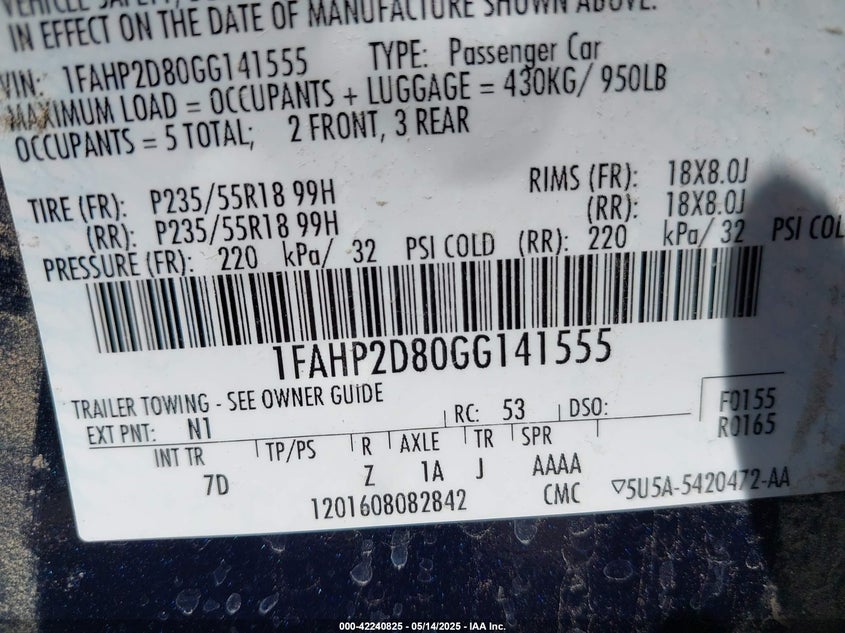 IN EFFECT ON THE DATE OF MANUFACTURE SHOWN ABOVE.
VIN: 1FAHP2D80GG141555 TYPE: Passenger Car
MAXIMUM LOAD = OCCUPANTS + LUGGAGE = 430KG/ 950LB
OCCUPANTS = 5 TOTAL; 2 FRONT, 3 REAR
TIRE (FR): P235/55R18 99H RIMS (FR): 18X8.0J
(RR): P235/55R18 99H (RR): 18X8.0J
PRESSURE (FR): 220 kPa/ 32 PSI COLD (RR): 220 kPa/ 32 PSI COL
1FAHP2D80GG141555
TRAILER TOWING - SEE OWNER GUIDE
EXT PNT: N1 RC: 53 DSO: F0155
R0165
INT TR TP/PS R AXLE TR SPR
7D Z 1A J AAAA
1201608082842 CMC ▽5U5A-5420472-AA
000-42240825 - 05/14/2025 - IAA Inc.